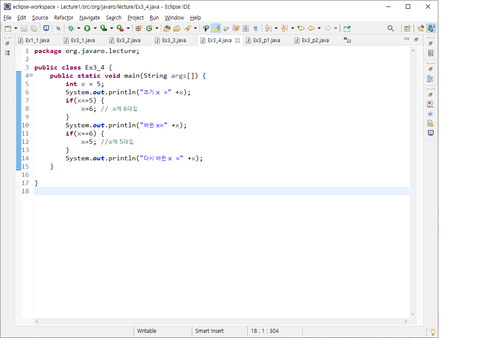 eclipse-workspace - Lecture1/src/org/javaro/lecture/Ex3_4.java - Eclipse IDE
File Edit Source Refactor Navigate Search Project Run Window Help
Ex1_1.java Ex3_1.java Ex3_2.java Ex3_3.java Ex3_4.java Ex3_p1.java Ex3_p2.java
1 package org.javaro.lecture;
2
3 public class Ex3_4 {
4 public static void main(String args[]) {
5 int x = 5;
6 System.out.println("초기 x =" +x);
7 if(x==5) {
8 x=6; // x에 6대입
9 }
10 System.out.println("바뀐 x=" +x);
11 if(x==6) {
12 x=5; //x에 5대입
13 }
14 System.out.println("다시 바뀐 x =" +x);
15 }
16
17 }
18
Writable Smart Insert 18 : 1 : 304